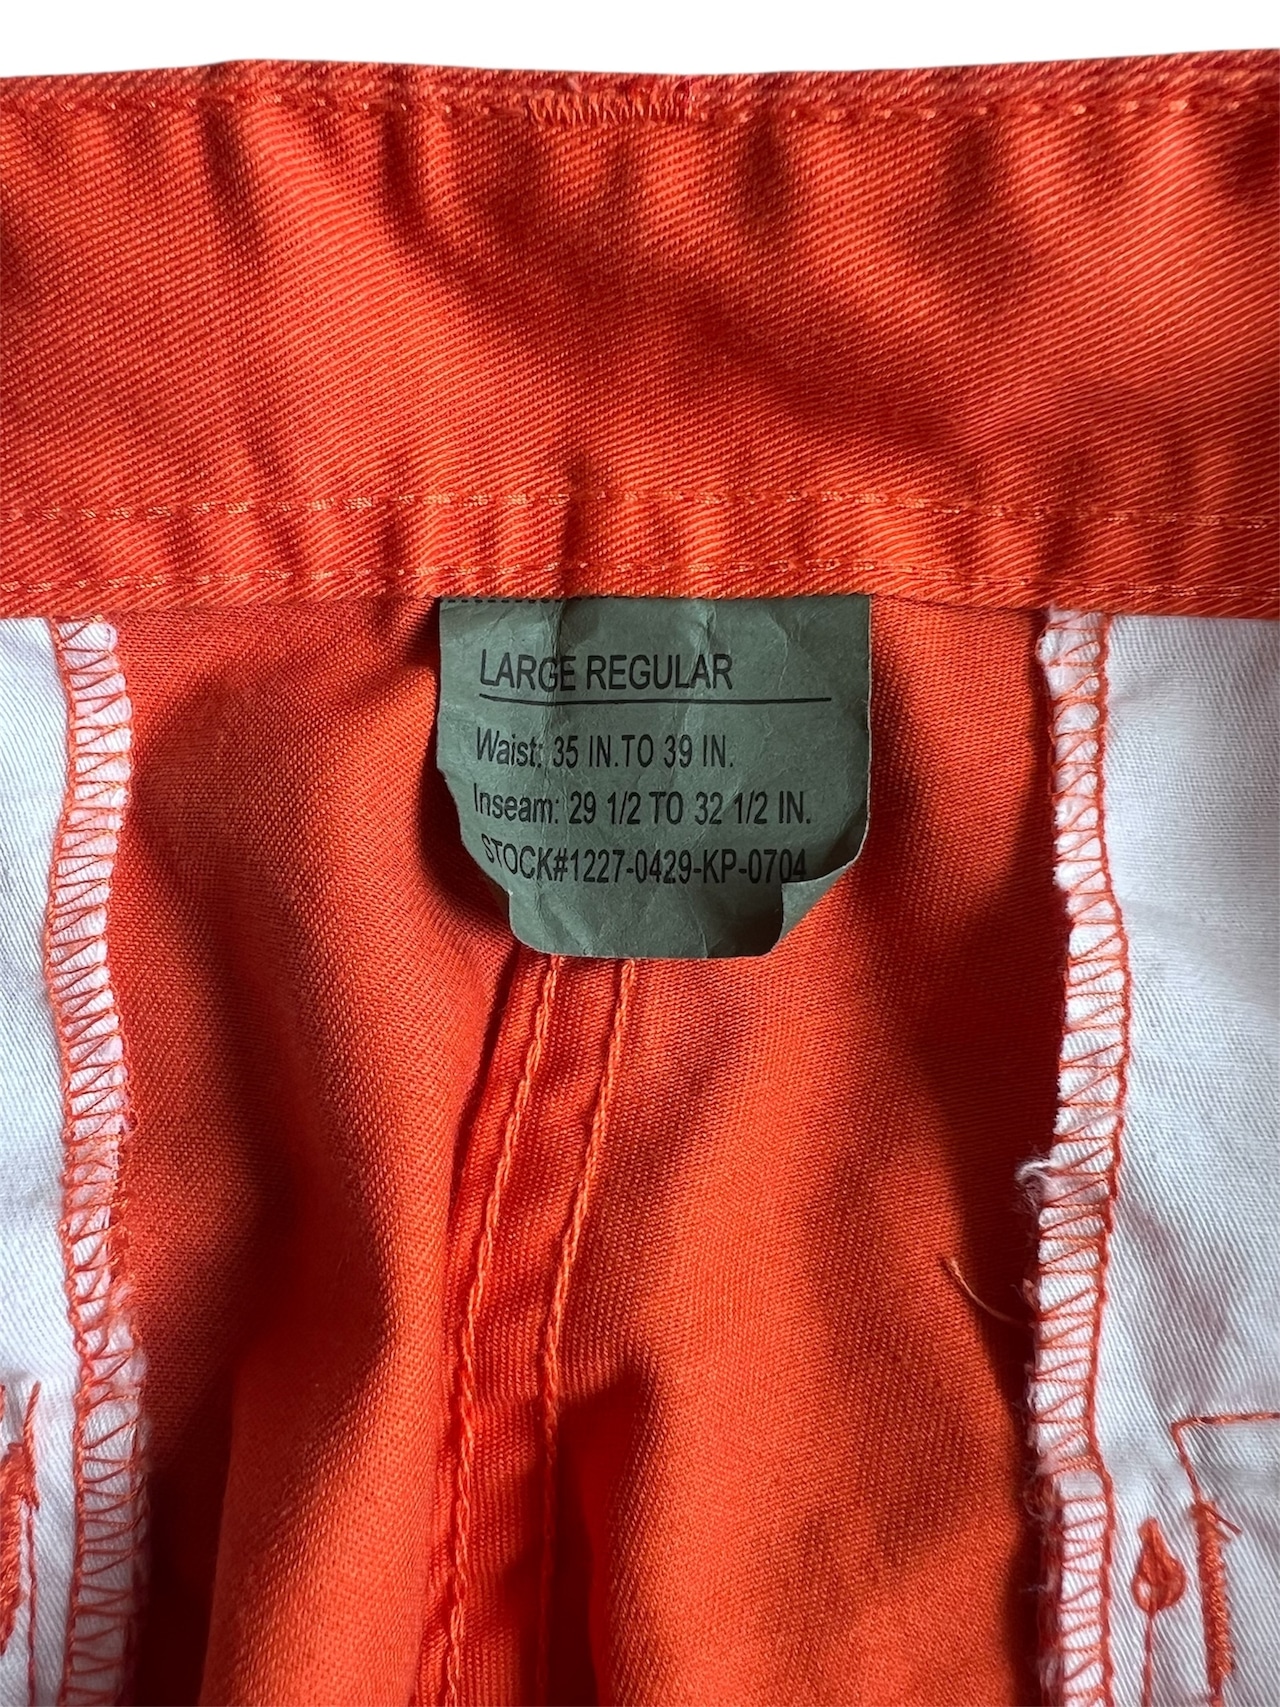 LARGE REGULAR
Waist: 35 IN.TO 39 IN.
Inseam: 29 1/2 TO 32 1/2 IN.
STOCK#1227-0429-KP-0704